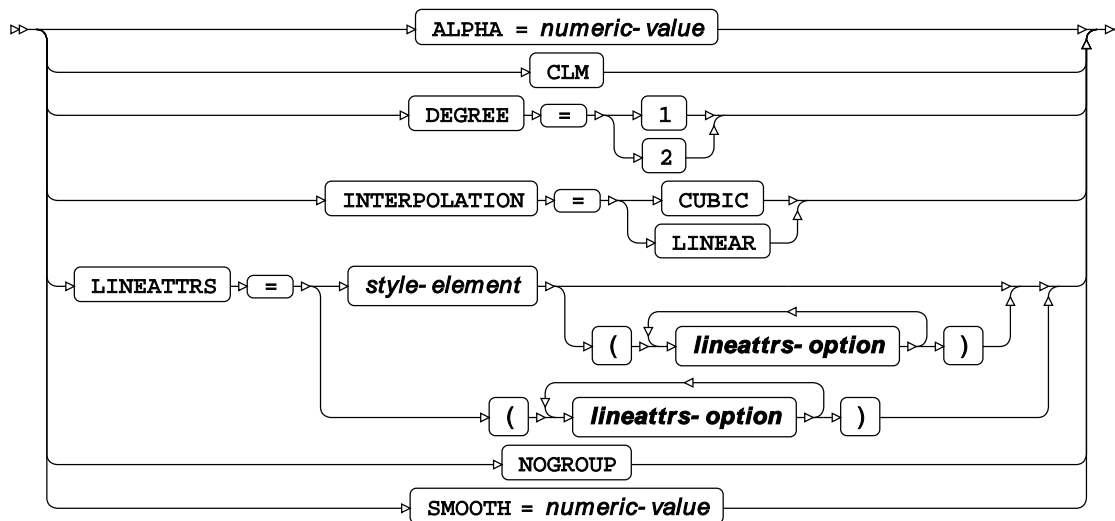 ALPHA = numeric-value
CLM
DEGREE = 1
2
INTERPOLATION = CUBIC
LINEAR
LINEATTRS = style-element
( lineattrs-option )
( lineattrs-option )
NOGROUP
SMOOTH = numeric-value